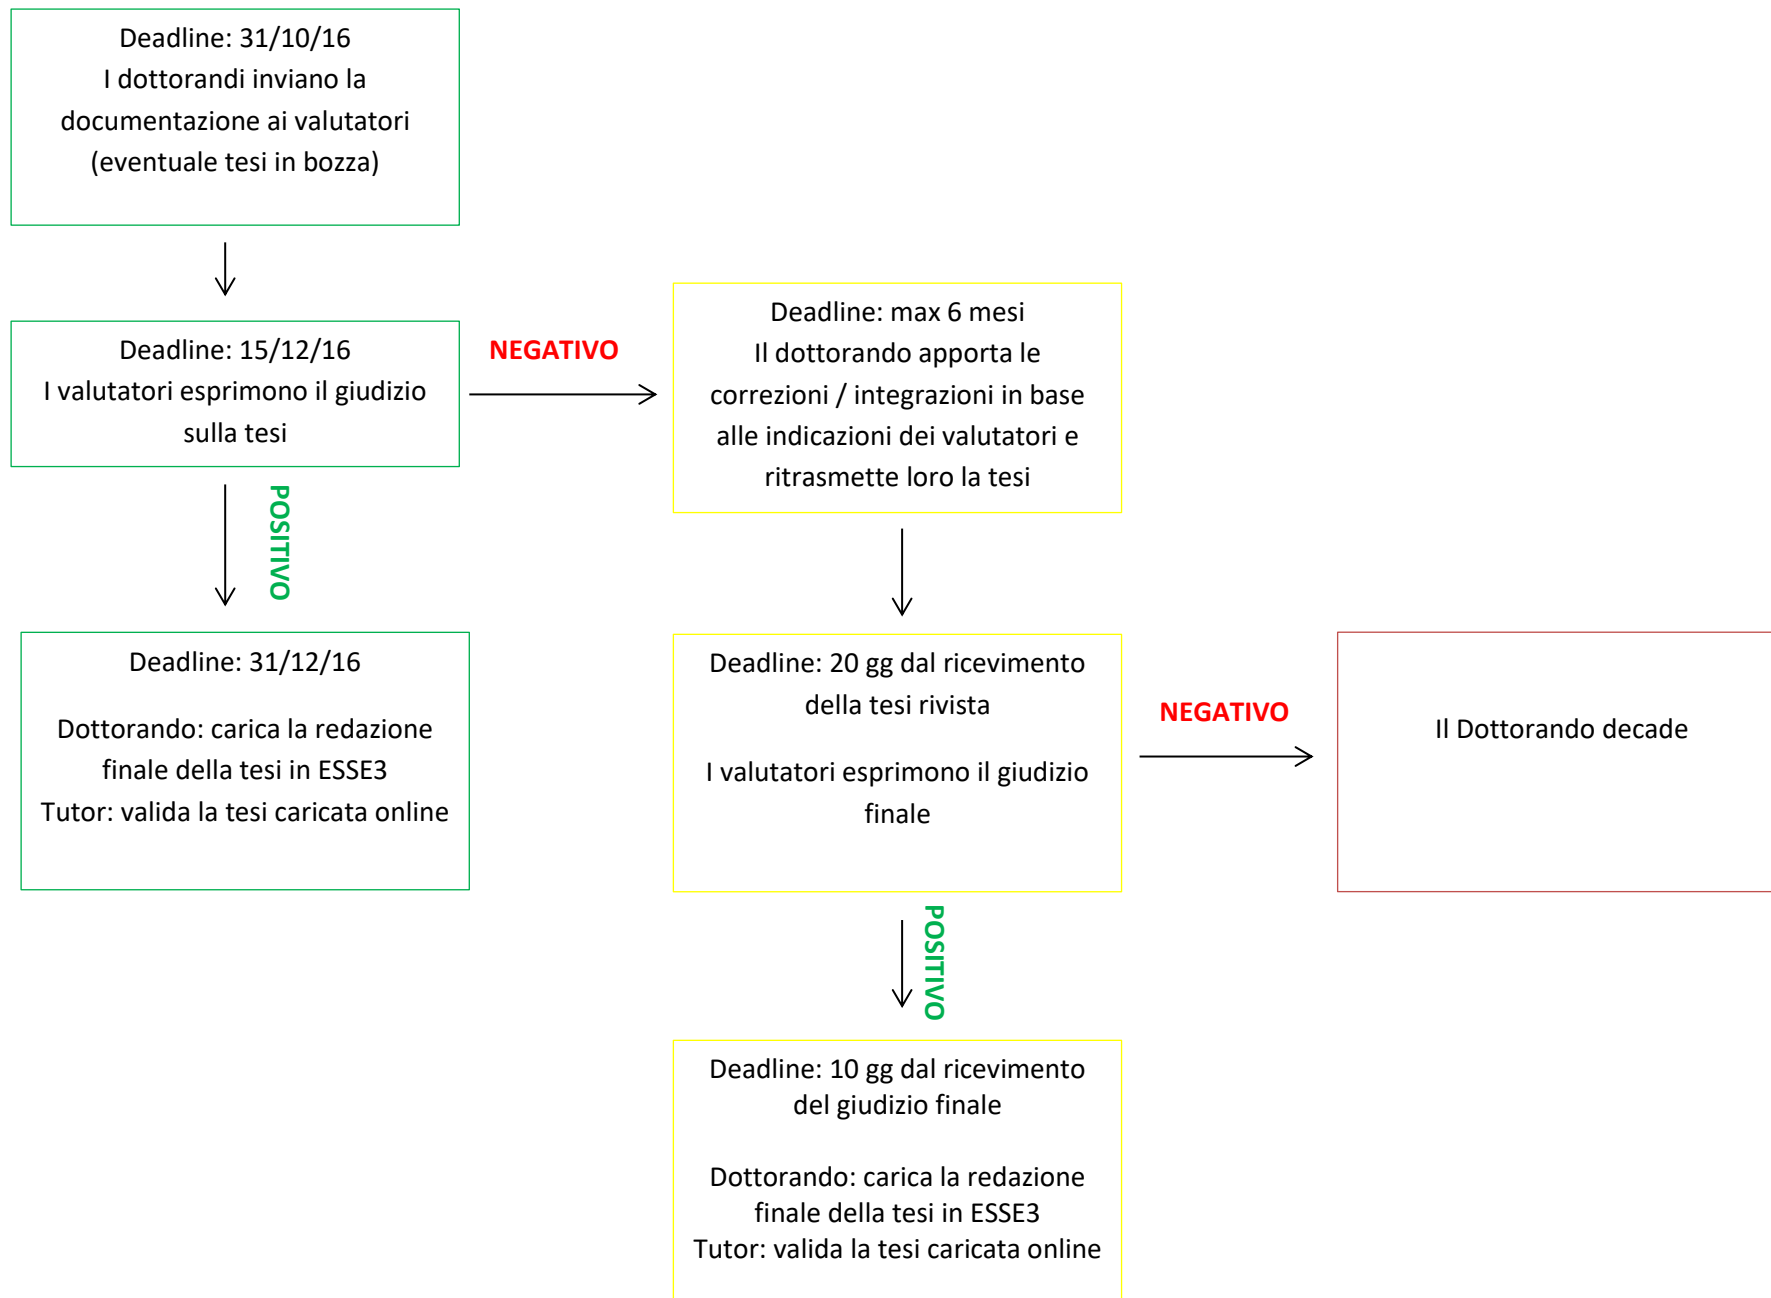 Deadline: 31/10/16
I dottorandi inviano la
documentazione ai valutatori
(eventuale tesi in bozza)
Deadline: 15/12/16
I valutatori esprimono il giudizio
sulla tesi
NEGATIVO
Deadline: max 6 mesi
Il dottorando apporta le
correzioni / integrazioni in base
alle indicazioni dei valutatori e
ritrasmette loro la tesi
POSITIVO
Deadline: 31/12/16
Dottorando: carica la redazione
finale della tesi in ESSE3
Tutor: valida la tesi caricata online
Deadline: 20 gg dal ricevimento
della tesi rivista
I valutatori esprimono il giudizio
finale
NEGATIVO
Il Dottorando decade
POSITIVO
Deadline: 10 gg dal ricevimento
del giudizio finale
Dottorando: carica la redazione
finale della tesi in ESSE3
Tutor: valida la tesi caricata online